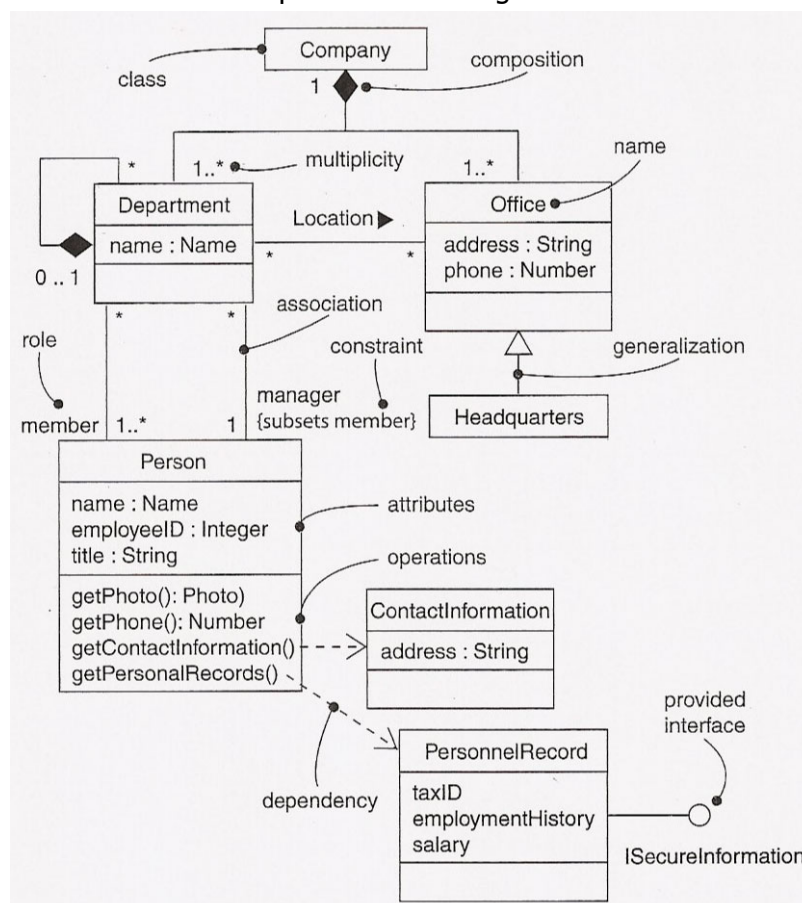 Company
class
composition
1
multiplicity
name
*
1..*
1..*
Department
Office
Location
name : Name
address : String
phone : Number
*
*
0 .. 1
association
*
*
role
constraint
generalization
manager
{subsets member}
member
1..*
1
Headquarters
Person
name : Name
employeeID : Integer
title : String
attributes
operations
getPhoto(): Photo)
getPhone(): Number
getContactInformation()
getPersonalRecords()
ContactInformation
address : String
provided
interface
PersonnelRecord
dependency
taxID
employmentHistory
salary
ISecureInformation